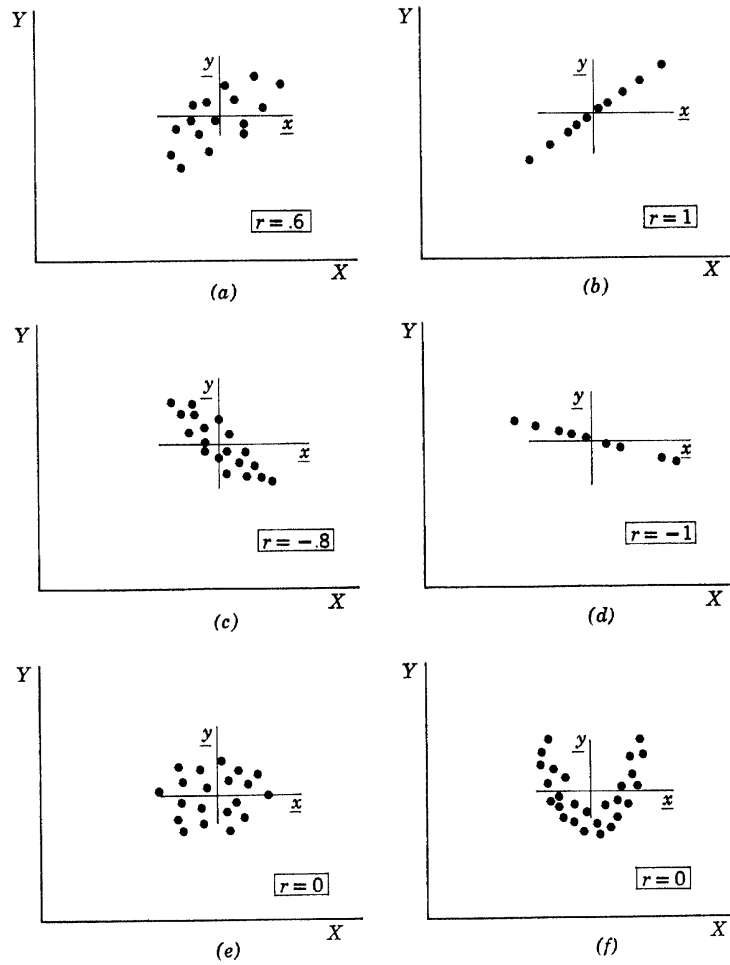 Y
y
x
r = .6
X
(a)
Y
y
x
r = 1
X
(b)
Y
y
x
r = −.8
X
(c)
Y
y
x
r = −1
X
(d)
Y
y
x
r = 0
X
(e)
Y
y
x
r = 0
X
(f)